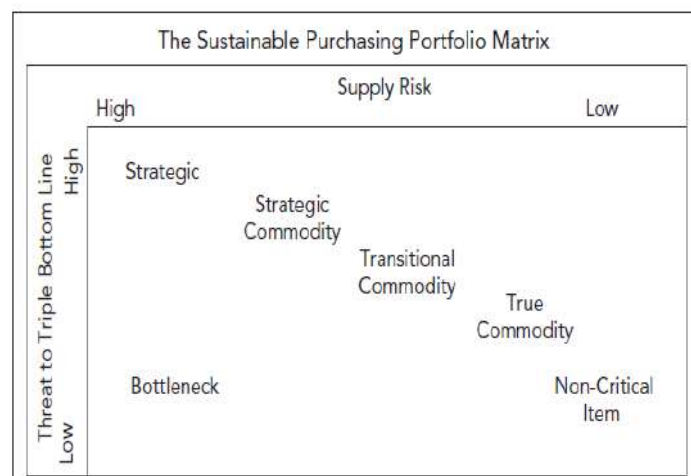 The Sustainable Purchasing Portfolio Matrix
Supply Risk
High
Low
Threat to Triple Bottom Line
High
Low
Strategic
Strategic
Commodity
Transitional
Commodity
True
Commodity
Bottleneck
Non-Critical
Item